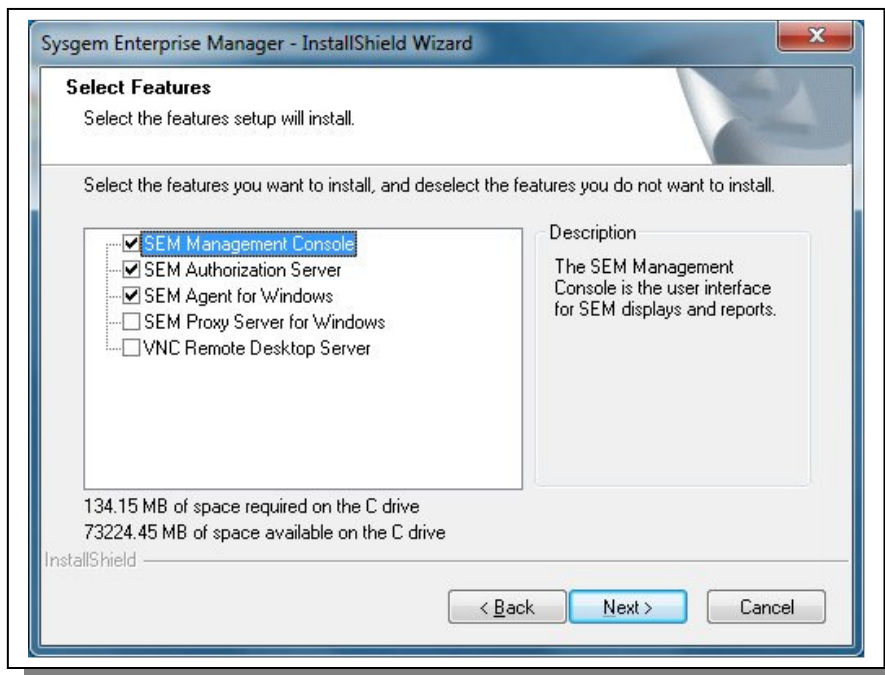 Sysgem Enterprise Manager - InstallShield Wizard
Select Features
Select the features setup will install.
Select the features you want to install, and deselect the features you do not want to install.
SEM Management Console
SEM Authorization Server
SEM Agent for Windows
SEM Proxy Server for Windows
VNC Remote Desktop Server
Description
The SEM Management
Console is the user interface
for SEM displays and reports.
134.15 MB of space required on the C drive
73224.45 MB of space available on the C drive
InstallShield
< Back
Next >
Cancel